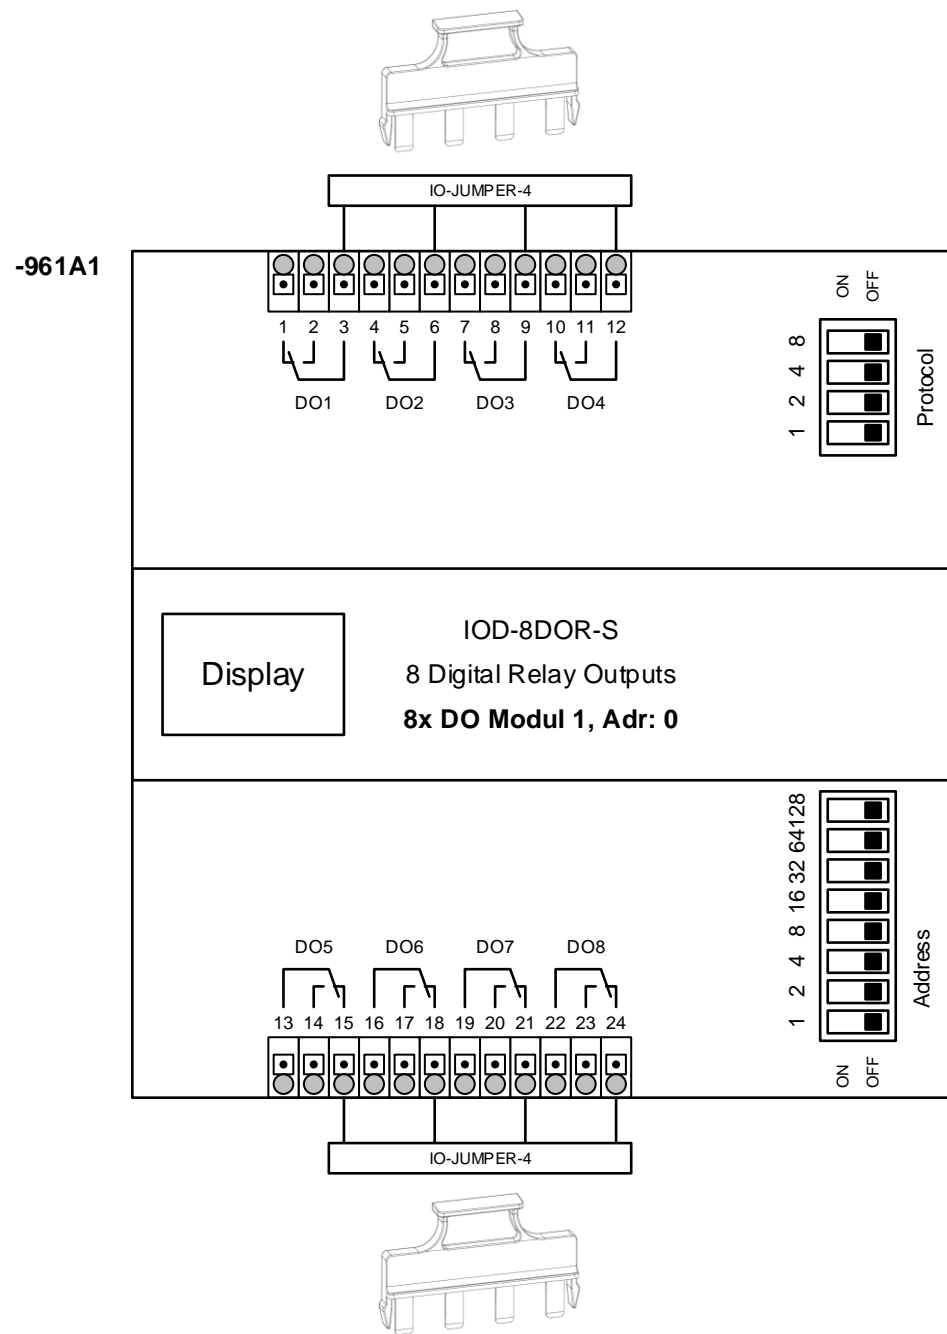 IO-JUMPER-4
-961A1
ON OFF
1 2 3 4 5 6 7 8 9 10 11 12
DO1 DO2 DO3 DO4
8
4
2
1
Protocol
Display
IOD-8DOR-S
8 Digital Relay Outputs
8x DO Modul 1, Adr: 0
128
64
32
16
8
4
2
1
Address
DO5 DO6 DO7 DO8
13 14 15 16 17 18 19 20 21 22 23 24
ON OFF
IO-JUMPER-4